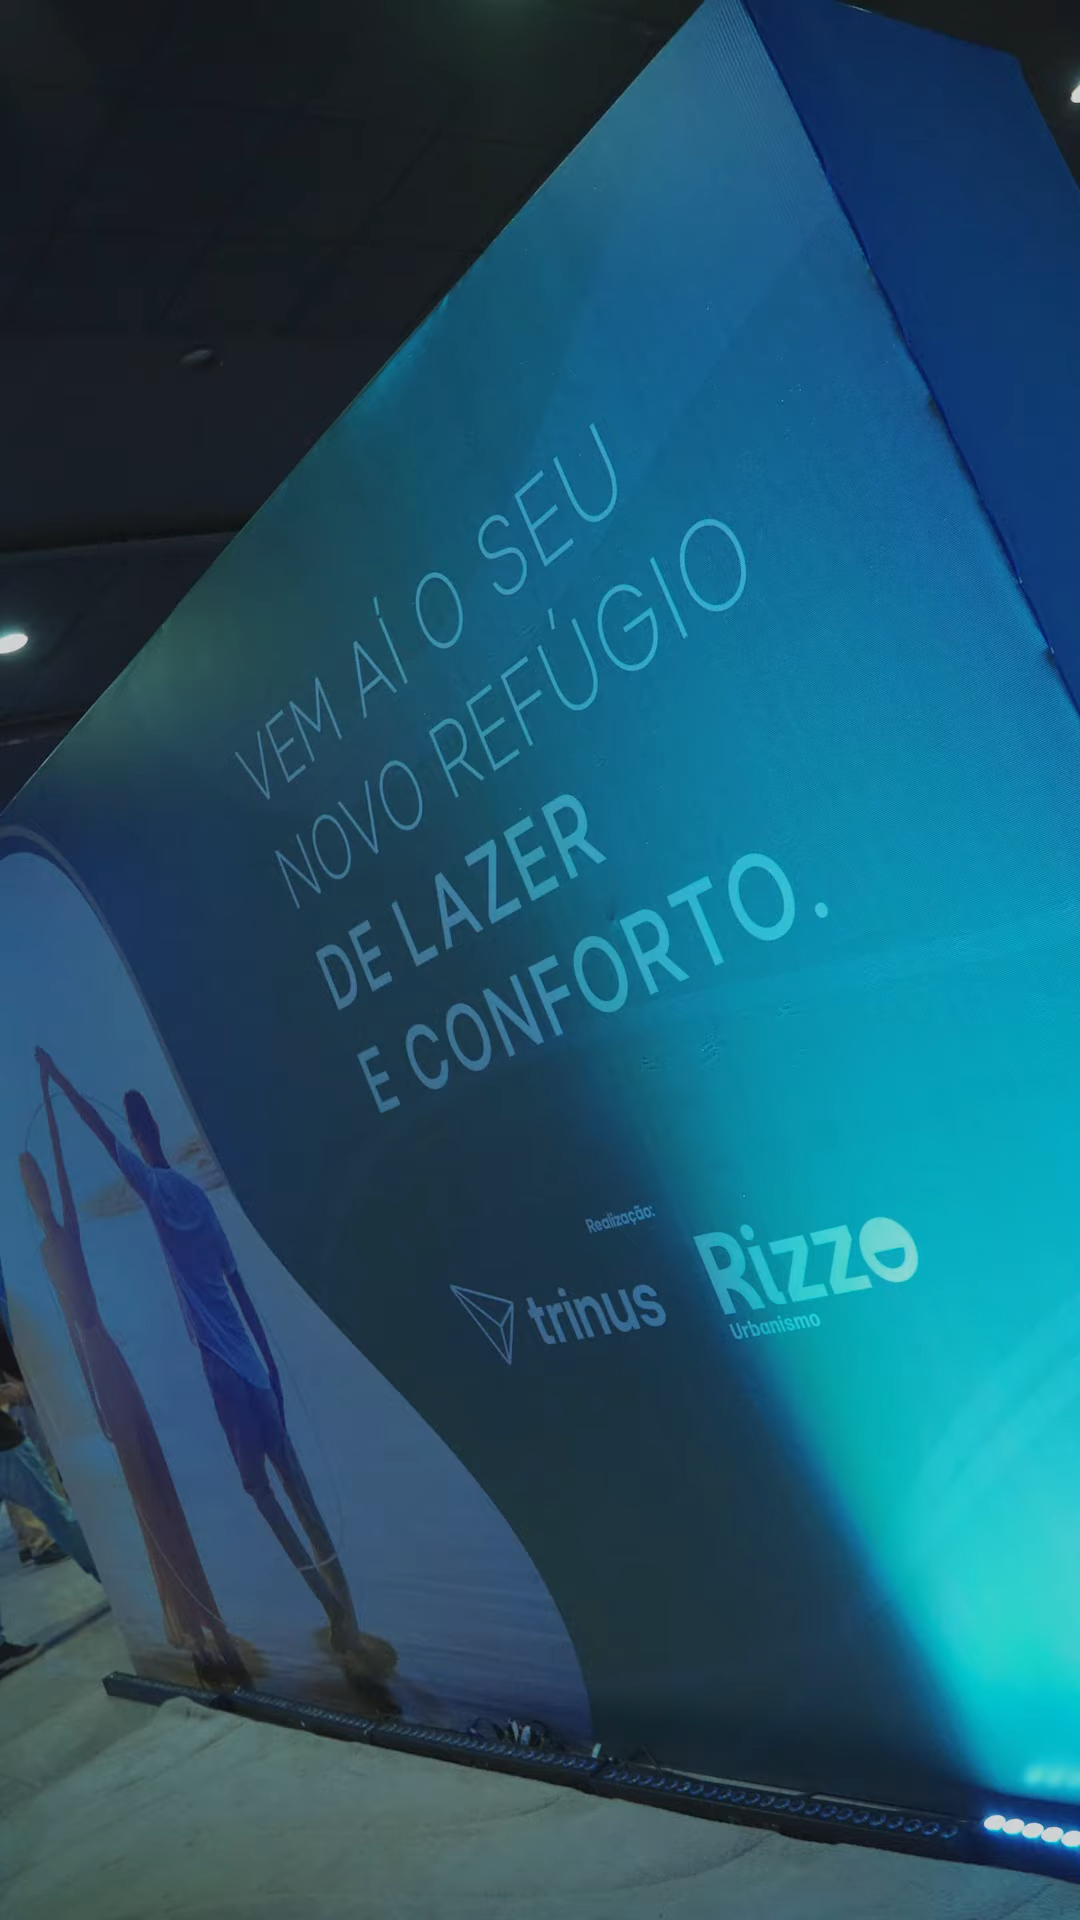 VEM AÍ O SEU
NOVO REFÚGIO
DE LAZER
E CONFORTO.
Realização:
trinus
Rizzo
Urbanismo